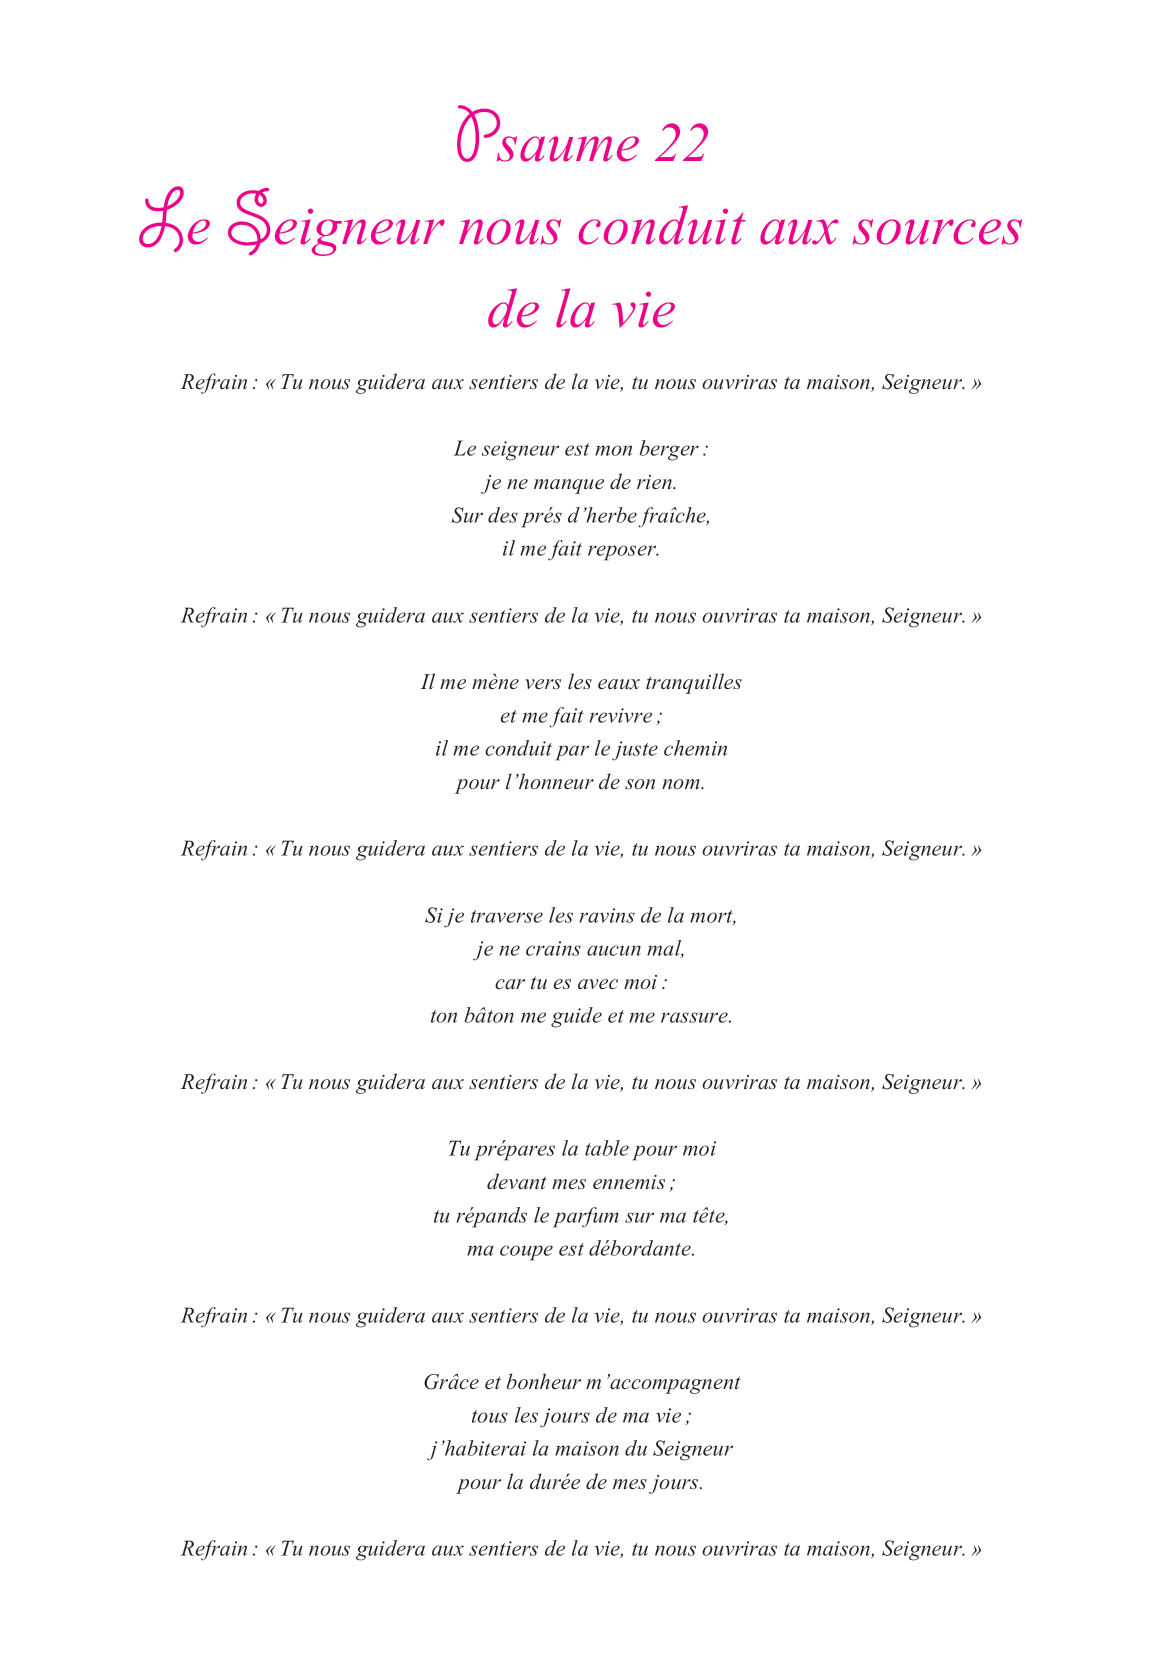 Psaume 22
Le Seigneur nous conduit aux sources
de la vie
Refrain : « Tu nous guidera aux sentiers de la vie, tu nous ouvriras ta maison, Seigneur. »
Le seigneur est mon berger :
je ne manque de rien.
Sur des prés d’herbe fraîche,
il me fait reposer.
Refrain : « Tu nous guidera aux sentiers de la vie, tu nous ouvriras ta maison, Seigneur. »
Il me mène vers les eaux tranquilles
et me fait revivre ;
il me conduit par le juste chemin
pour l’honneur de son nom.
Refrain : « Tu nous guidera aux sentiers de la vie, tu nous ouvriras ta maison, Seigneur. »
Si je traverse les ravins de la mort,
je ne crains aucun mal,
car tu es avec moi :
ton bâton me guide et me rassure.
Refrain : « Tu nous guidera aux sentiers de la vie, tu nous ouvriras ta maison, Seigneur. »
Tu prépares la table pour moi
devant mes ennemis ;
tu répands le parfum sur ma tête,
ma coupe est débordante.
Refrain : « Tu nous guidera aux sentiers de la vie, tu nous ouvriras ta maison, Seigneur. »
Grâce et bonheur m’accompagnent
tous les jours de ma vie ;
j’habiterai la maison du Seigneur
pour la durée de mes jours.
Refrain : « Tu nous guidera aux sentiers de la vie, tu nous ouvriras ta maison, Seigneur. »